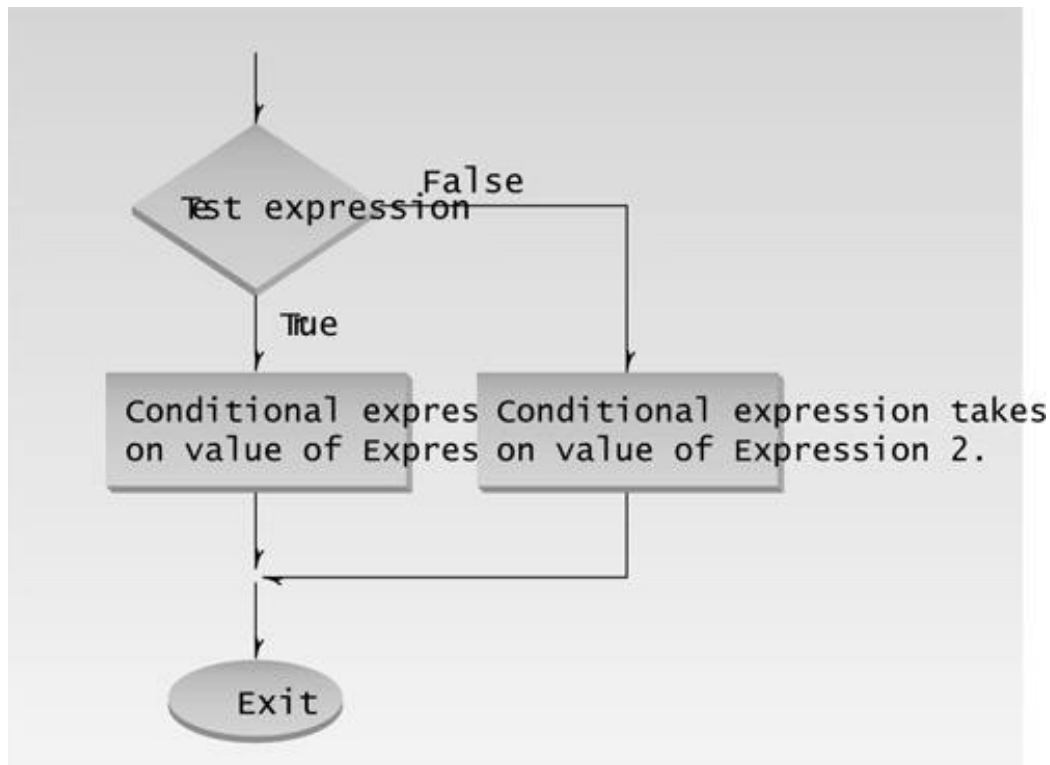 False
Test expression
True
Conditional expres
on value of Expres
Conditional expression takes
on value of Expression 2.
Exit